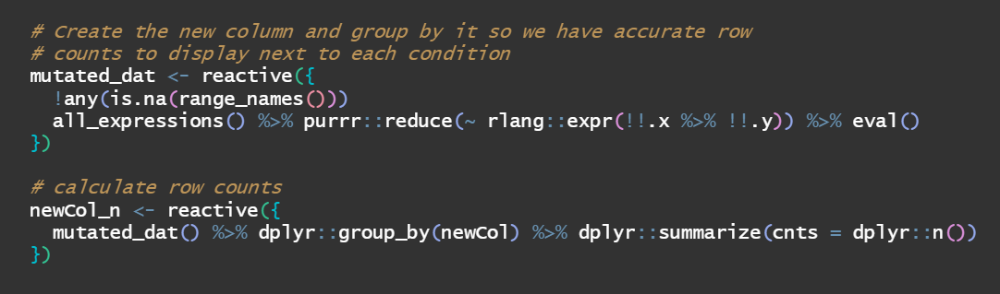 # Create the new column and group by it so we have accurate row
# counts to display next to each condition
mutated_dat <- reactive({
  !any(is.na(range_names()))
  all_expressions() %>% purrr::reduce(~ rlang::expr(!!.x %>% !!.y)) %>% eval()
})

# calculate row counts
newCol_n <- reactive({
  mutated_dat() %>% dplyr::group_by(newCol) %>% dplyr::summarize(cnts = dplyr::n())
})